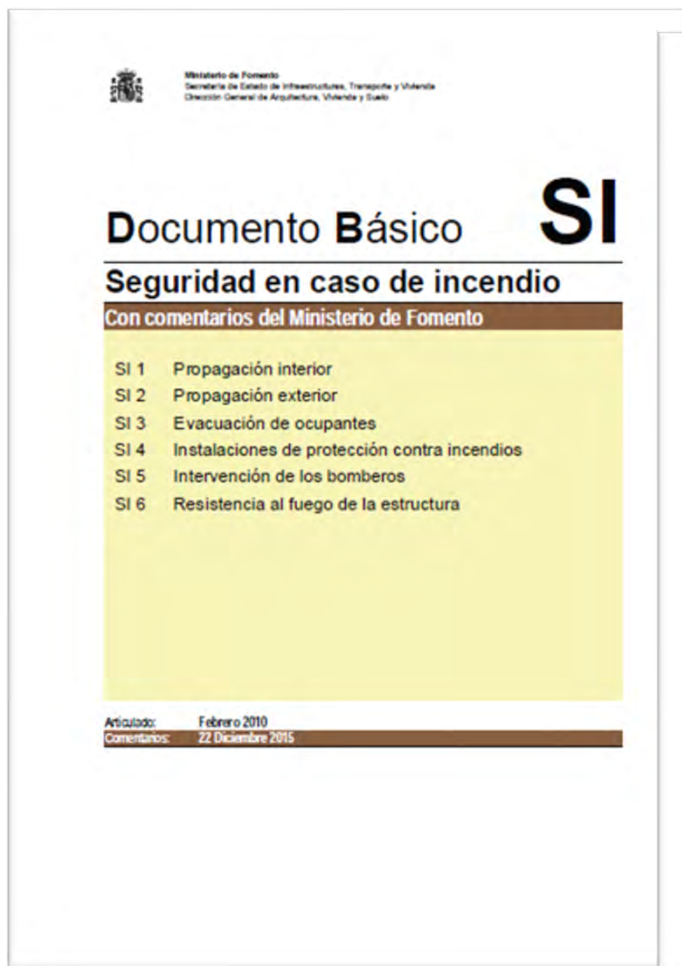 Ministerio de Fomento
Secretaría de Estado de Infraestructuras, Transporte y Vivienda
Dirección General de Arquitectura, Vivienda y Suelo
Documento Básico SI
Seguridad en caso de incendio
Con comentarios del Ministerio de Fomento
SI 1 Propagación interior
SI 2 Propagación exterior
SI 3 Evacuación de ocupantes
SI 4 Instalaciones de protección contra incendios
SI 5 Intervención de los bomberos
SI 6 Resistencia al fuego de la estructura
Articulado: Febrero 2010
Comentarios: 22 Diciembre 2015